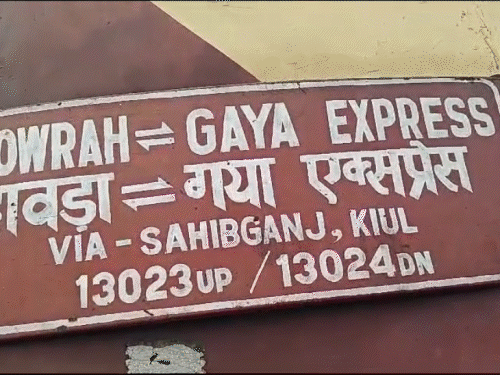 OWRAH ⇌ GAYA EXPRESS
ावड़ा ⇌ गया एक्सप्रेस
VIA - SAHIBGANJ, KIUL
13023UP / 13024DN